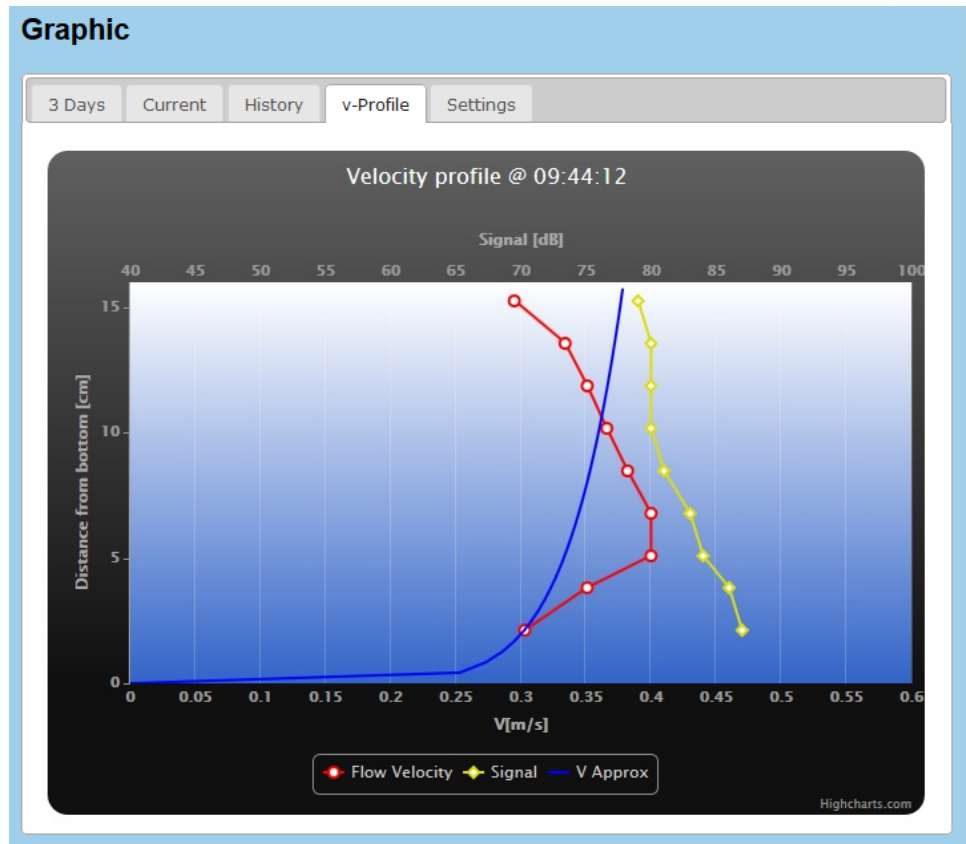 Graphic
3 Days Current History v-Profile Settings
Velocity profile @ 09:44:12
Signal [dB]
40 45 50 55 60 65 70 75 80 85 90 95 100
15
10
5
0
Distance from bottom [cm]
0 0.05 0.1 0.15 0.2 0.25 0.3 0.35 0.4 0.45 0.5 0.55 0.6
V[m/s]
Flow Velocity Signal V Approx
Highcharts.com